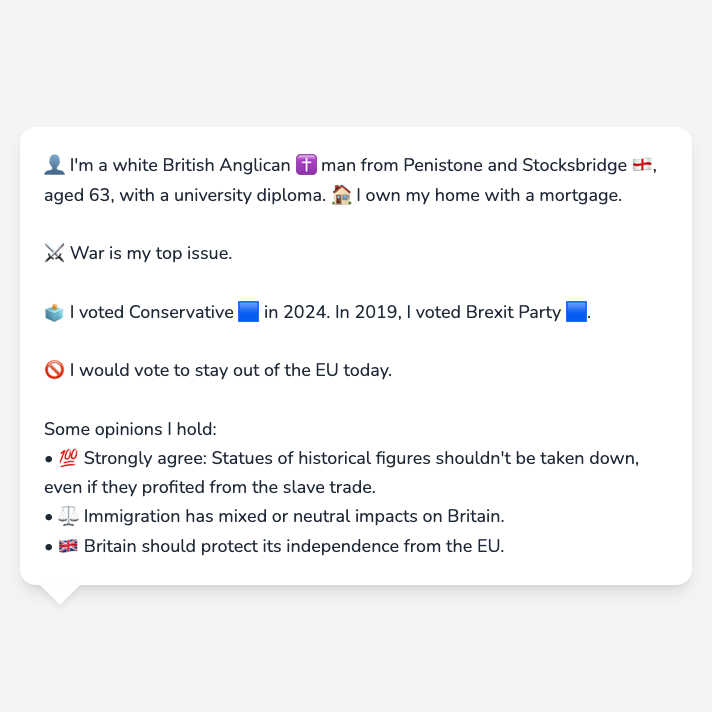 👤 I'm a white British Anglican ✝️ man from Penistone and Stocksbridge 🏴󠁧󠁢󠁥󠁮󠁧󠁿,
aged 63, with a university diploma. 🏠 I own my home with a mortgage.
⚔️ War is my top issue.
🗳️ I voted Conservative 🟦 in 2024. In 2019, I voted Brexit Party 🟦.
🚫 I would vote to stay out of the EU today.
Some opinions I hold:
• 💯 Strongly agree: Statues of historical figures shouldn't be taken down,
even if they profited from the slave trade.
• ⚖️ Immigration has mixed or neutral impacts on Britain.
• 🇬🇧 Britain should protect its independence from the EU.